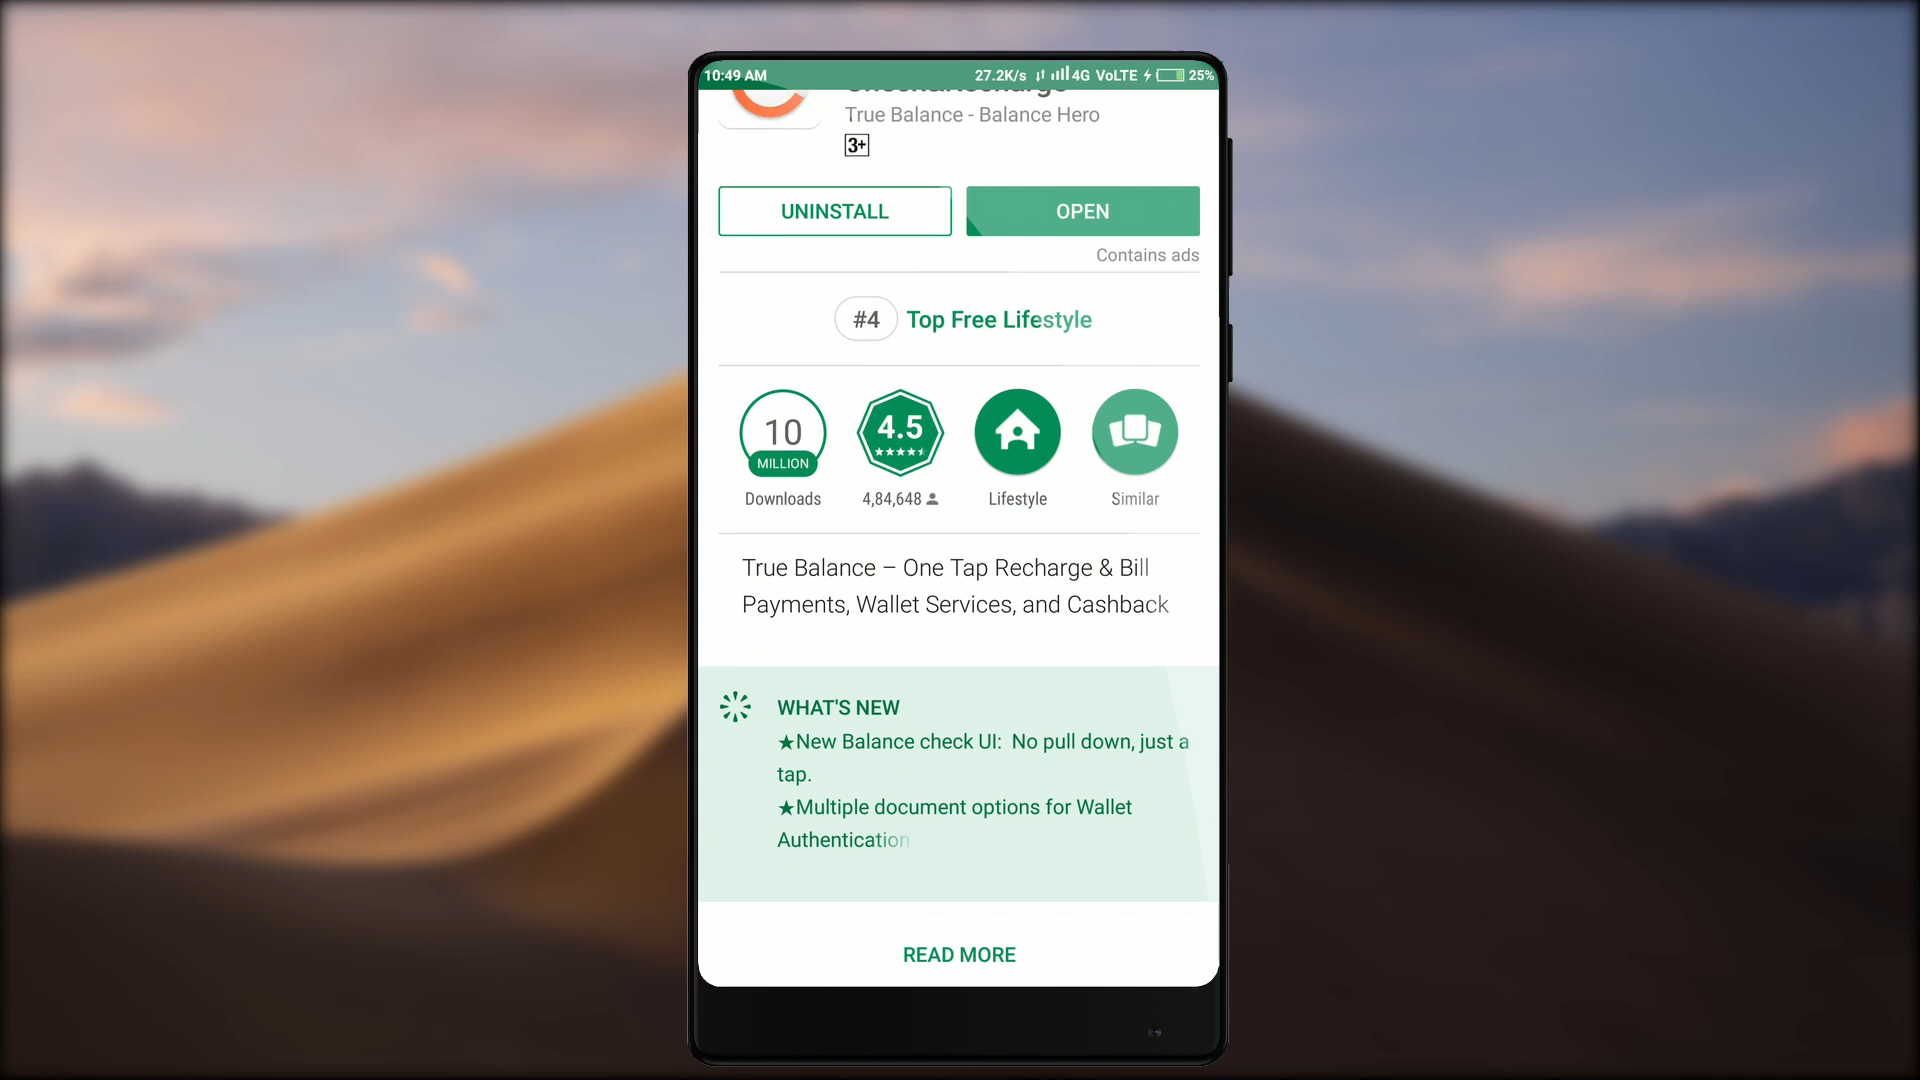 10:49 AM 27.2K/s 4G VoLTE 25%
True Balance - Balance Hero
3+
UNINSTALL OPEN
Contains ads
#4 Top Free Lifestyle
10 MILLION 4.5
Downloads 4,84,648 Lifestyle Similar
True Balance – One Tap Recharge & Bill
Payments, Wallet Services, and Cashback
WHAT'S NEW
★New Balance check UI:  No pull down, just a
tap.
★Multiple document options for Wallet
Authentication
READ MORE